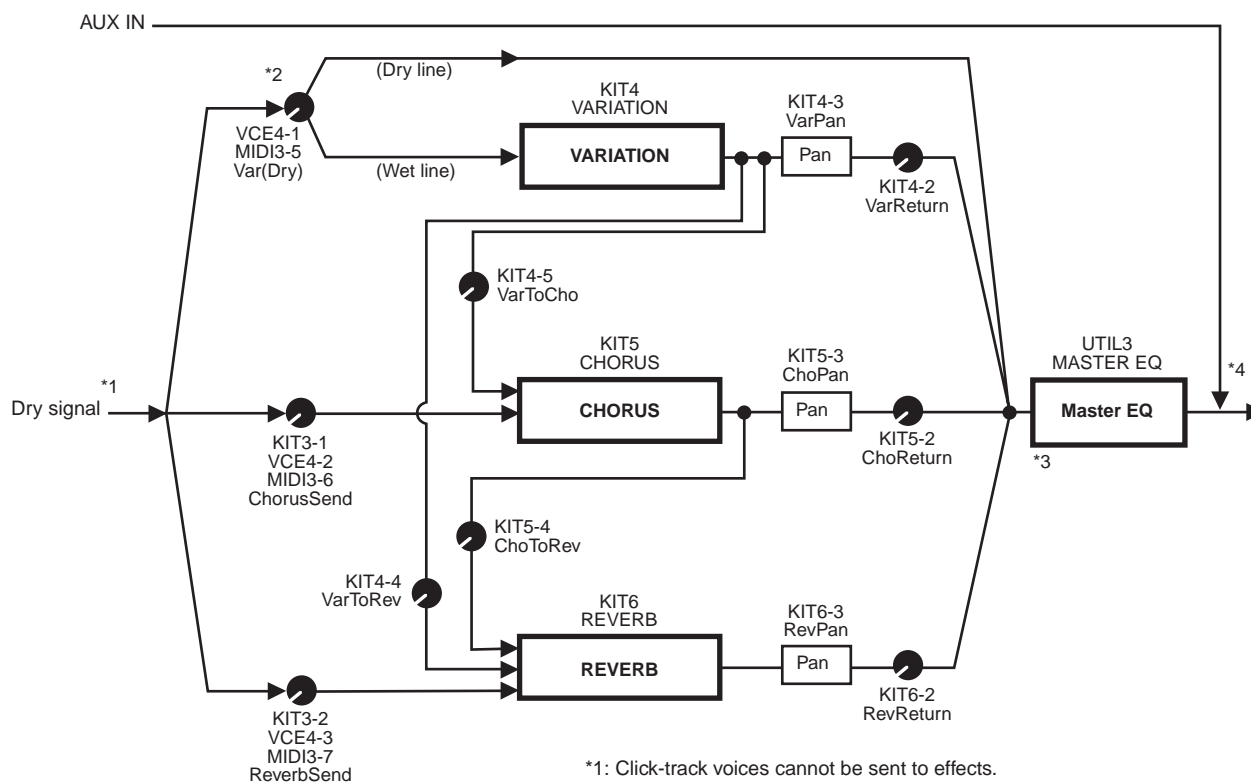 AUX IN
*2
(Dry line)
KIT4
VARIATION
KIT4-3
VarPan
VCE4-1
MIDI3-5
Var(Dry)
(Wet line)
VARIATION
Pan
KIT4-2
VarReturn
KIT4-5
VarToCho
KIT5
CHORUS
KIT5-3
ChoPan
UTIL3
MASTER EQ
*4
*1
Dry signal
CHORUS
Pan
Master EQ
KIT3-1
VCE4-2
MIDI3-6
ChorusSend
KIT5-2
ChoReturn
*3
KIT5-4
ChoToRev
KIT4-4
VarToRev
KIT6
REVERB
KIT6-3
RevPan
REVERB
Pan
KIT6-2
RevReturn
KIT3-2
VCE4-3
MIDI3-7
ReverbSend
*1: Click-track voices cannot be sent to effects.